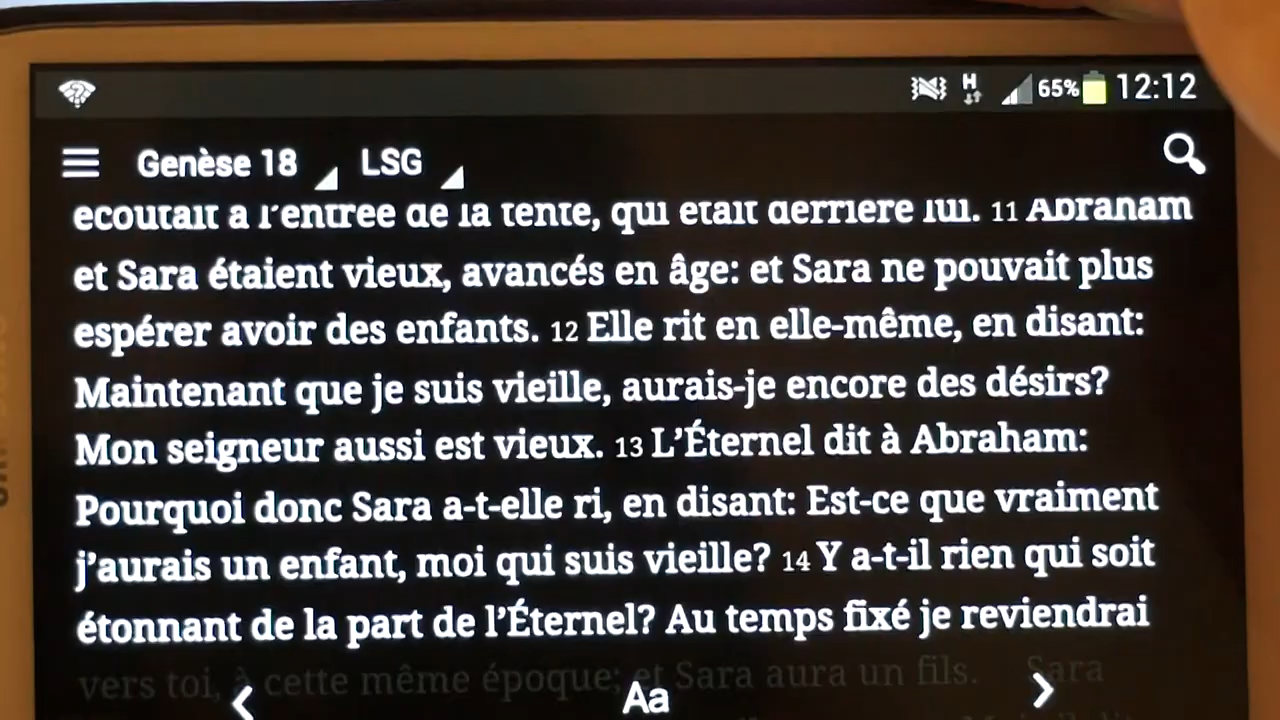 H 65% 12:12
Genèse 18 LSG
écoutait à l'entrée de la tente, qui était derrière lui. 11 Abraham
et Sara étaient vieux, avancés en âge: et Sara ne pouvait plus
espérer avoir des enfants. 12 Elle rit en elle-même, en disant:
Maintenant que je suis vieille, aurais-je encore des désirs?
Mon seigneur aussi est vieux. 13 L'Éternel dit à Abraham:
Pourquoi donc Sara a-t-elle ri, en disant: Est-ce que vraiment
j'aurais un enfant, moi qui suis vieille? 14 Y a-t-il rien qui soit
étonnant de la part de l'Éternel? Au temps fixé je reviendrai
vers toi, à cette même époque; et Sara aura un fils. Sara
Aa